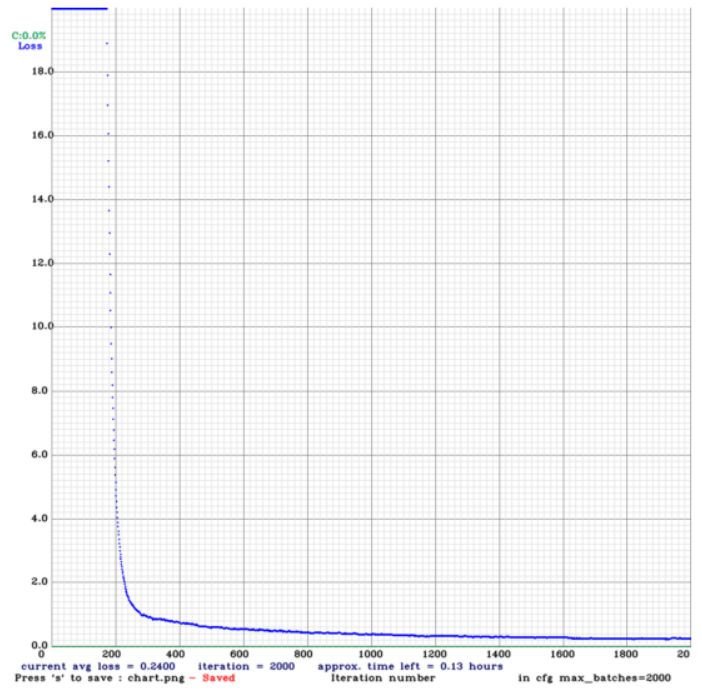 C:0.0%
Loss
18.0
16.0
14.0
12.0
10.0
8.0
6.0
4.0
2.0
0.0
0 200 400 600 800 1000 1200 1400 1600 1800 20
current avg loss = 0.2400 iteration = 2000 approx. time left = 0.13 hours
Press 's' to save : chart.png - Saved Iteration number in cfg max_batches=2000